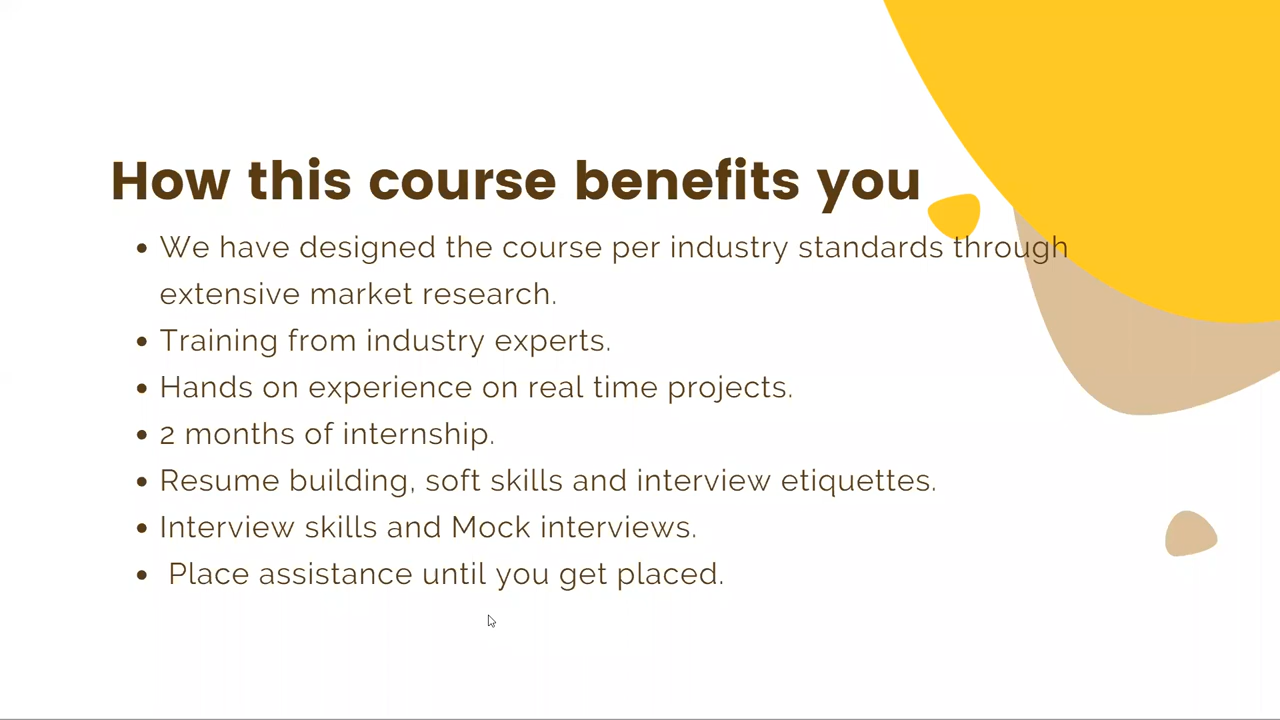 How this course benefits you
• We have designed the course per industry standards through
extensive market research.
• Training from industry experts.
• Hands on experience on real time projects.
• 2 months of internship.
• Resume building, soft skills and interview etiquettes.
• Interview skills and Mock interviews.
• Place assistance until you get placed.